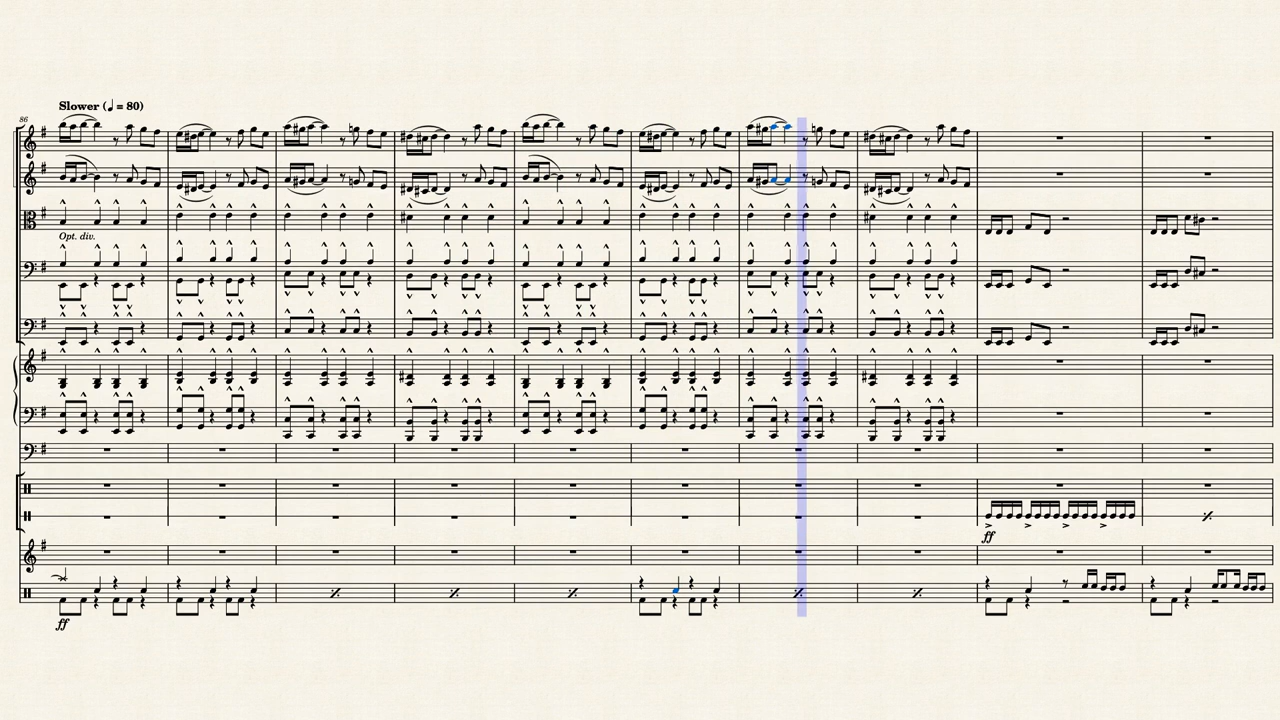 Slower (♩ = 80)
86
Opt. div.
ff
ff